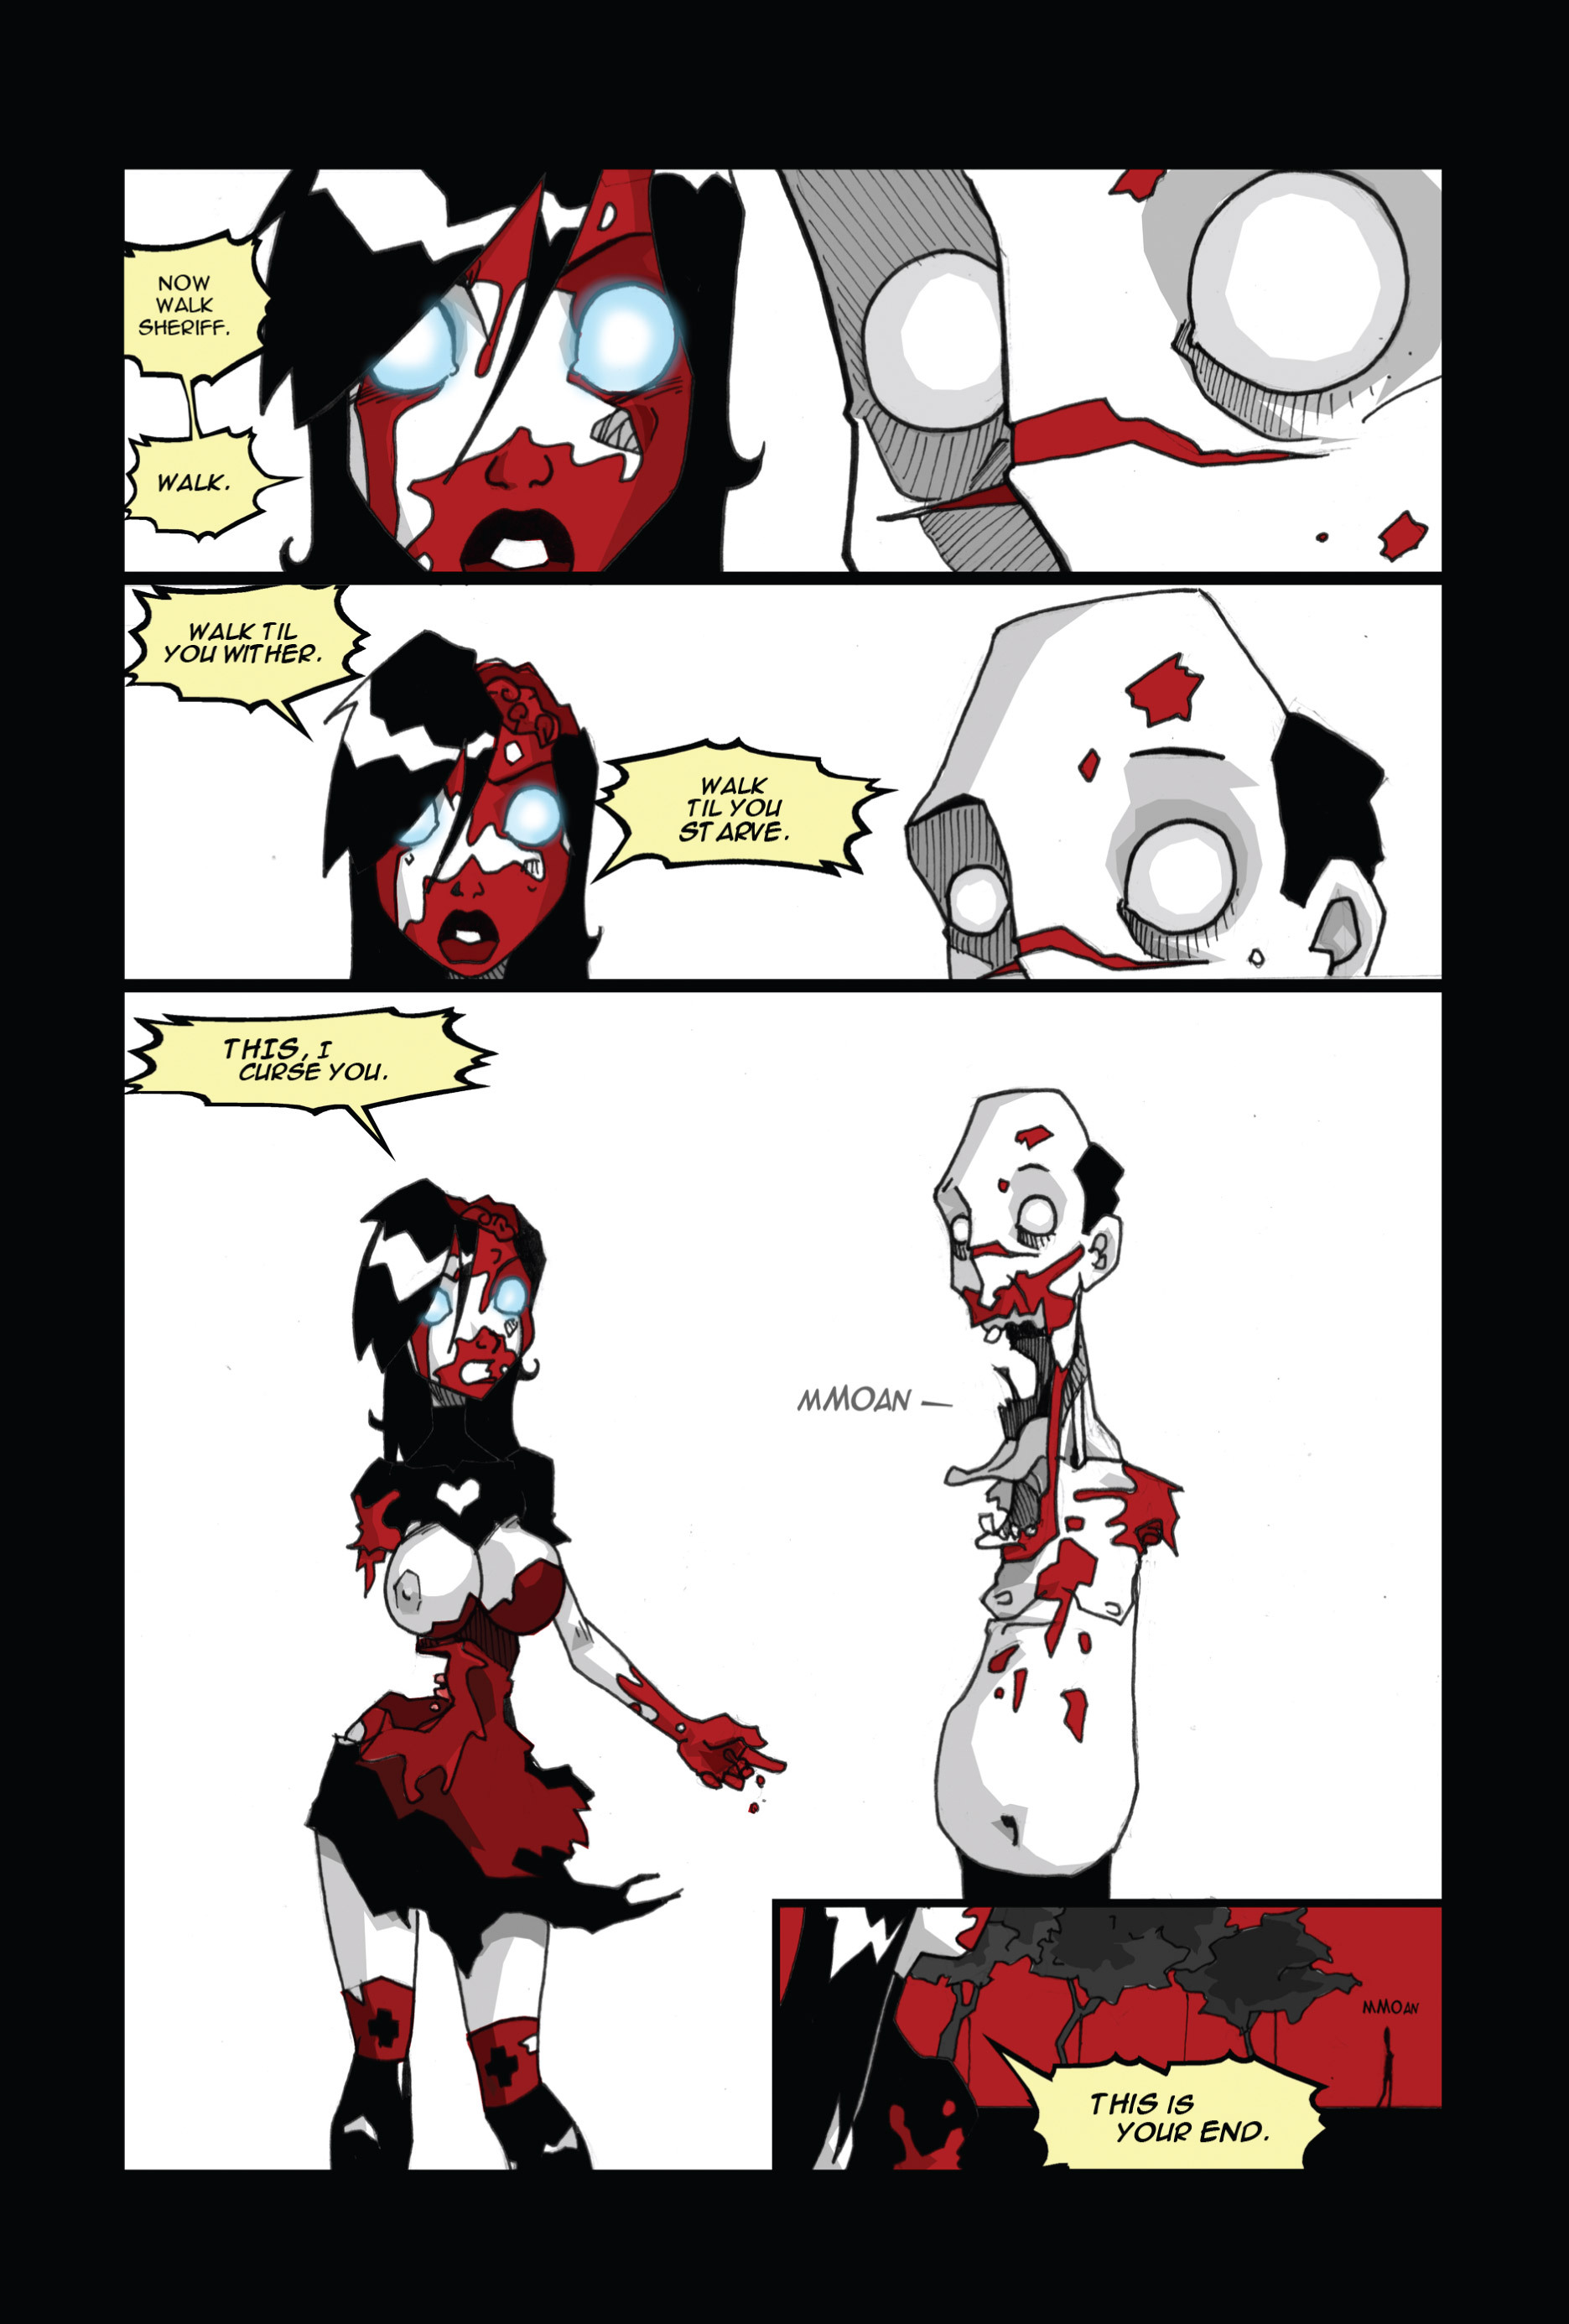 NOW
WALK
SHERIFF.
WALK.
WALK TIL
YOU WITHER.
WALK
TIL YOU
STARVE.
THIS, I
CURSE YOU.
MMOAN —
MMOAN
THIS IS
YOUR END.